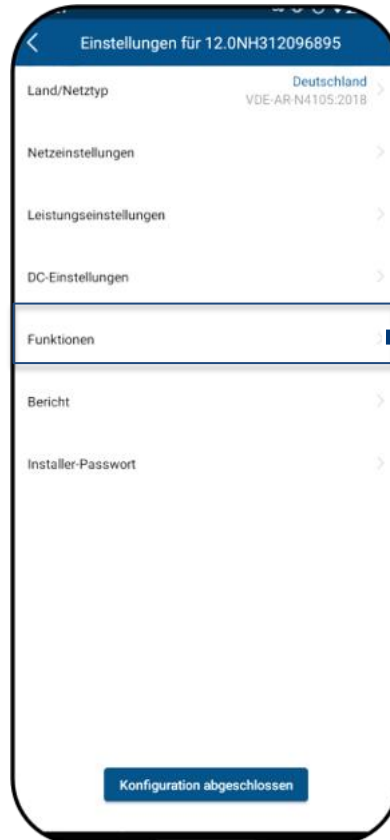 Einstellungen für 12.0NH312096895
Land/Netztyp
Deutschland
VDE-AR-N4105:2018
Netzeinstellungen
Leistungseinstellungen
DC-Einstellungen
Funktionen
Bericht
Installer-Passwort
Konfiguration abgeschlossen